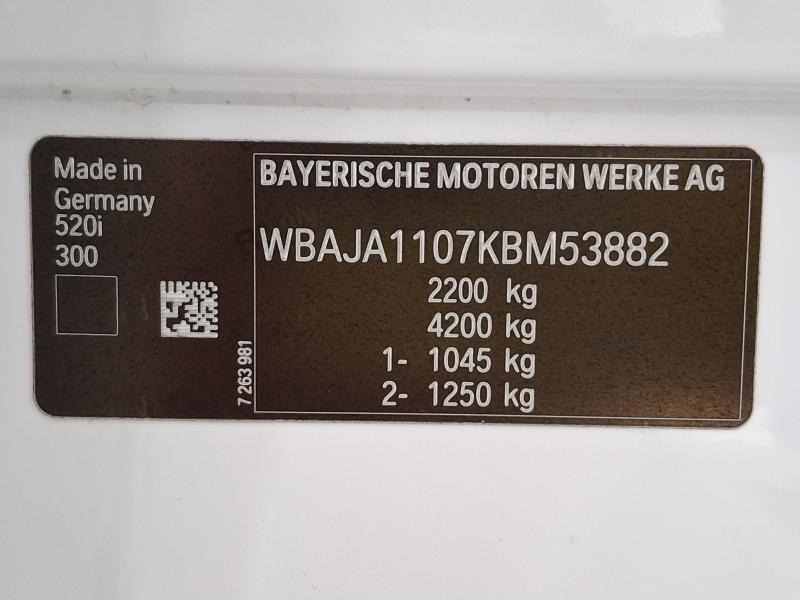 Made in
Germany
520i
300
7 263 981
BAYERISCHE MOTOREN WERKE AG
WBAJA1107KBM53882
2200 kg
4200 kg
1- 1045 kg
2- 1250 kg